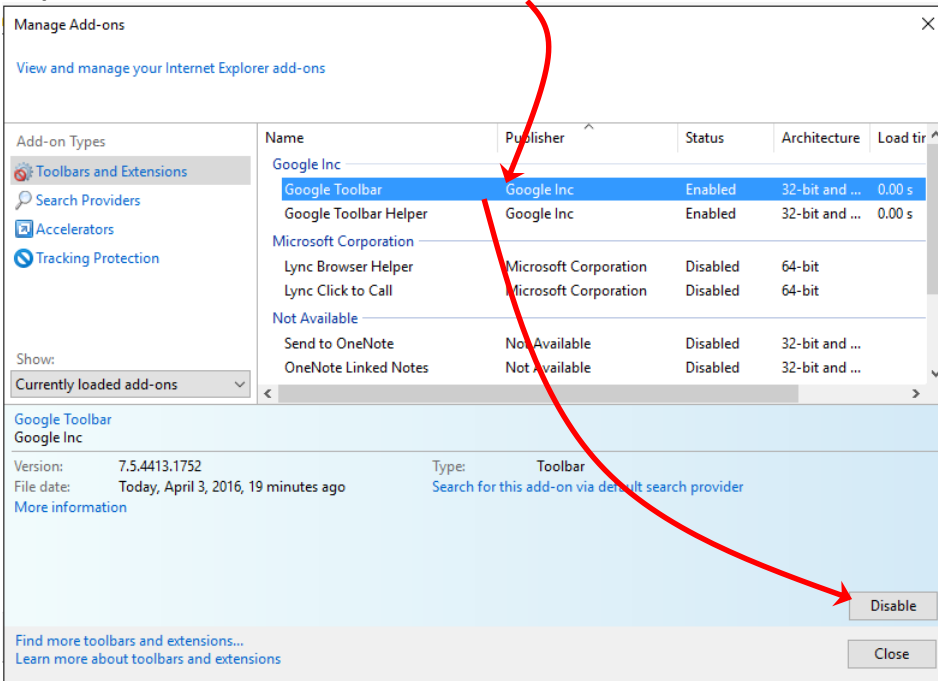 Manage Add-ons
View and manage your Internet Explorer add-ons
Add-on Types
Toolbars and Extensions
Search Providers
Accelerators
Tracking Protection
Show:
Currently loaded add-ons
Name Publisher Status Architecture Load tir
Google Inc
Google Toolbar Google Inc Enabled 32-bit and ... 0.00 s
Google Toolbar Helper Google Inc Enabled 32-bit and ... 0.00 s
Microsoft Corporation
Lync Browser Helper Microsoft Corporation Disabled 64-bit
Lync Click to Call Microsoft Corporation Disabled 64-bit
Not Available
Send to OneNote Not Available Disabled 32-bit and ...
OneNote Linked Notes Not Available Disabled 32-bit and ...
Google Toolbar
Google Inc
Version: 7.5.4413.1752 Type: Toolbar
File date: Today, April 3, 2016, 19 minutes ago Search for this add-on via default search provider
More information
Disable
Find more toolbars and extensions...
Learn more about toolbars and extensions
Close